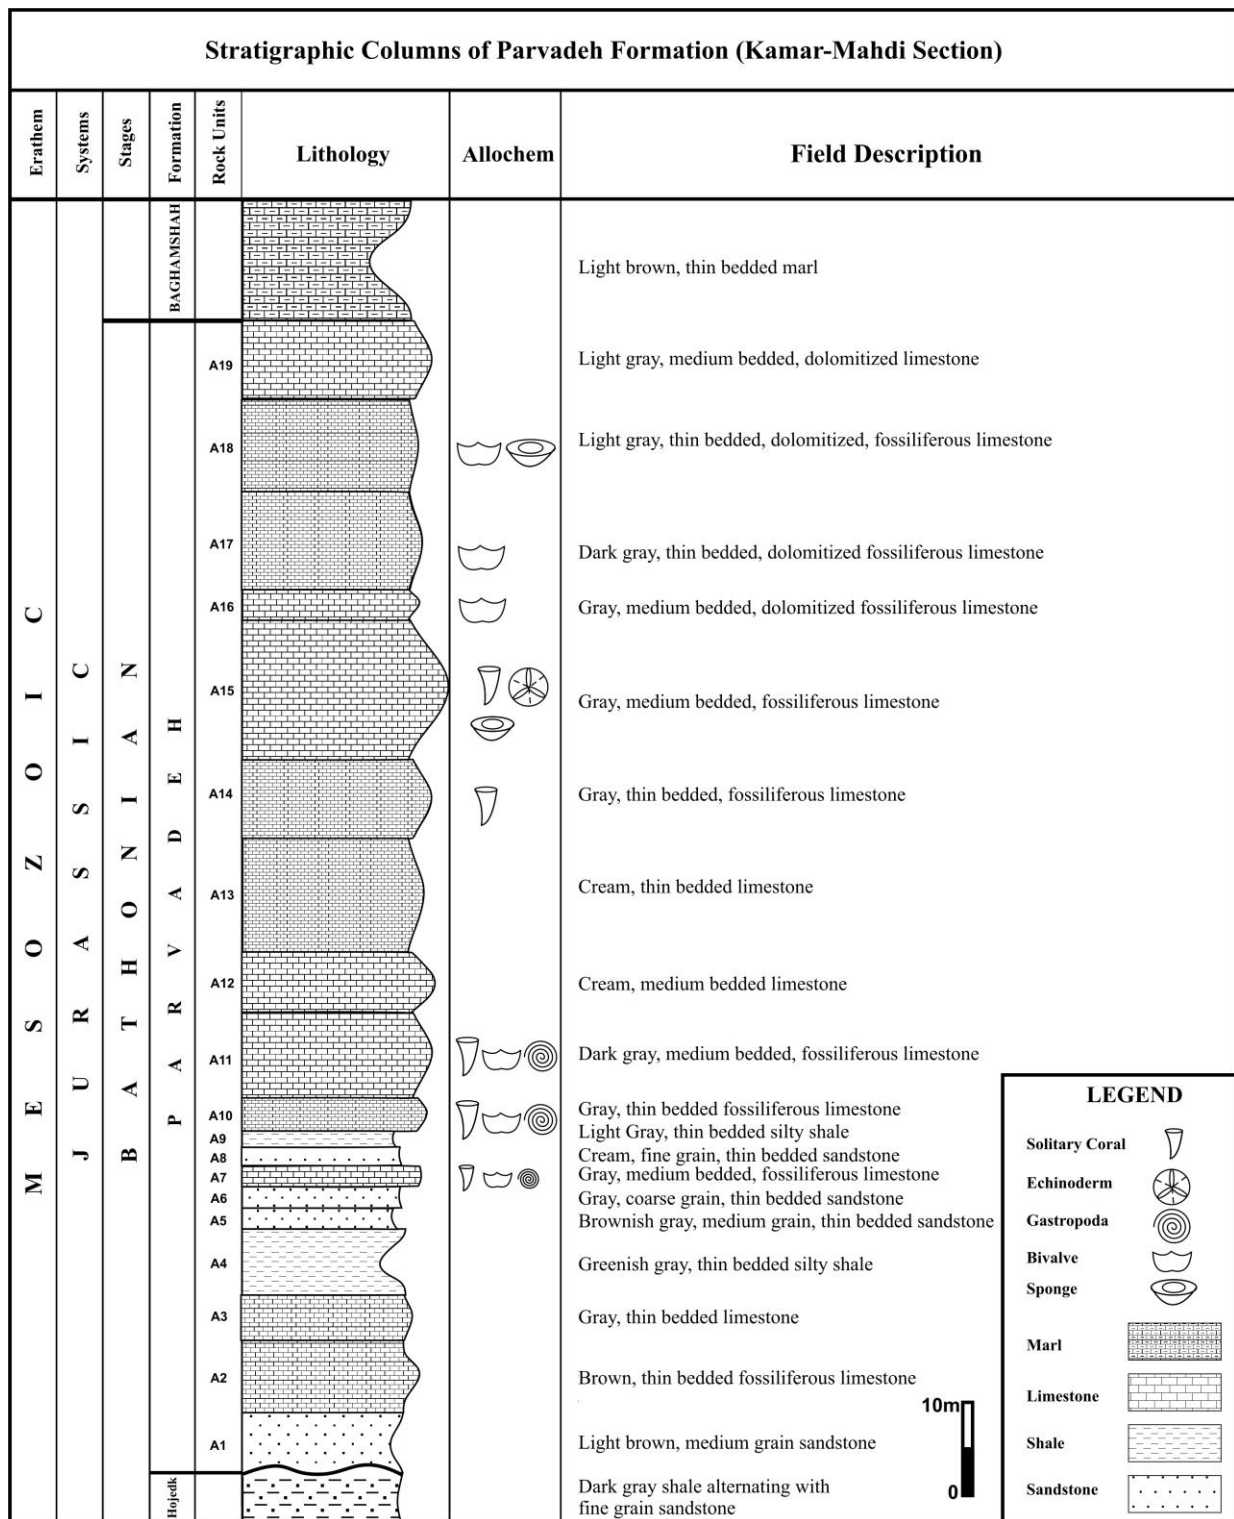 Stratigraphic Columns of Parvadeh Formation (Kamar-Mahdi Section)
Erathem
Systems
Stages
Formation
Rock Units
Lithology
Allochem
Field Description
MESOZOIC
JURASSIC
BATHONIAN
BAGHAMSHAH
PARVADEH
Hojedk
Light brown, thin bedded marl
A19
Light gray, medium bedded, dolomitized limestone
A18
Light gray, thin bedded, dolomitized, fossiliferous limestone
A17
Dark gray, thin bedded, dolomitized fossiliferous limestone
A16
Gray, medium bedded, dolomitized fossiliferous limestone
A15
Gray, medium bedded, fossiliferous limestone
A14
Gray, thin bedded, fossiliferous limestone
A13
Cream, thin bedded limestone
A12
Cream, medium bedded limestone
A11
Dark gray, medium bedded, fossiliferous limestone
A10
Gray, thin bedded fossiliferous limestone
A9
Light Gray, thin bedded silty shale
A8
Cream, fine grain, thin bedded sandstone
A7
Gray, medium bedded, fossiliferous limestone
A6
Gray, coarse grain, thin bedded sandstone
A5
Brownish gray, medium grain, thin bedded sandstone
A4
Greenish gray, thin bedded silty shale
A3
Gray, thin bedded limestone
A2
Brown, thin bedded fossiliferous limestone
A1
Light brown, medium grain sandstone
Dark gray shale alternating with
fine grain sandstone
10m
0
LEGEND
Solitary Coral
Echinoderm
Gastropoda
Bivalve
Sponge
Marl
Limestone
Shale
Sandstone